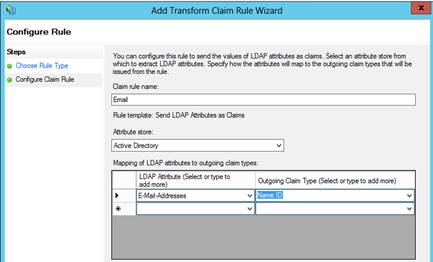 Add Transform Claim Rule Wizard
x
Configure Rule
Steps
Choose Rule Type
Configure Claim Rule
You can configure this rule to send the values of LDAP attributes as claims. Select an attribute store from
which to extract LDAP attributes. Specify how the attributes will map to the outgoing claim types that will be
issued from the rule.
Claim rule name:
Email
Rule template: Send LDAP Attributes as Claims
Attribute store:
Active Directory
Mapping of LDAP attributes to outgoing claim types:
LDAP Attribute (Select or type to
add more)
Outgoing Claim Type (Select or type to add more)
E-Mail-Addresses
Name ID